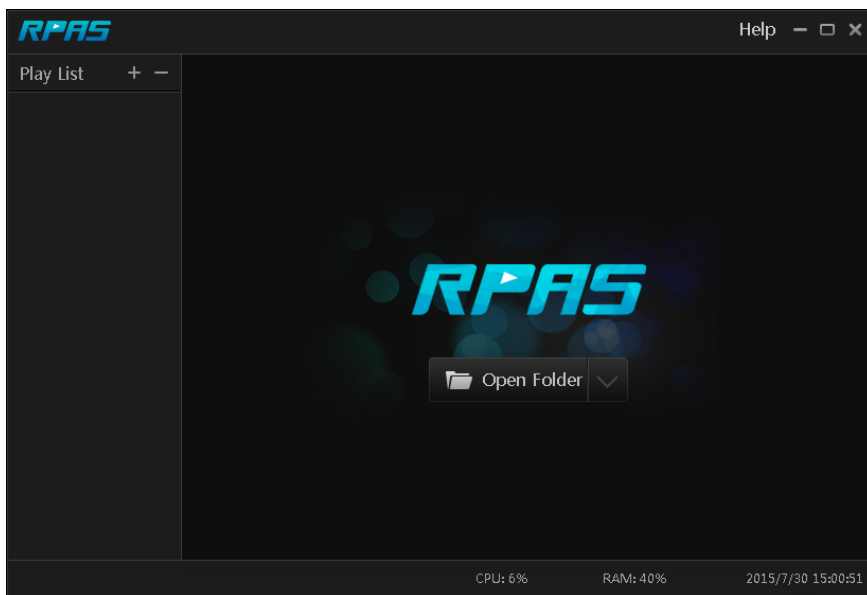 RPAS
Help
Play List + −
RPAS
Open Folder
CPU: 6% RAM: 40% 2015/7/30 15:00:51